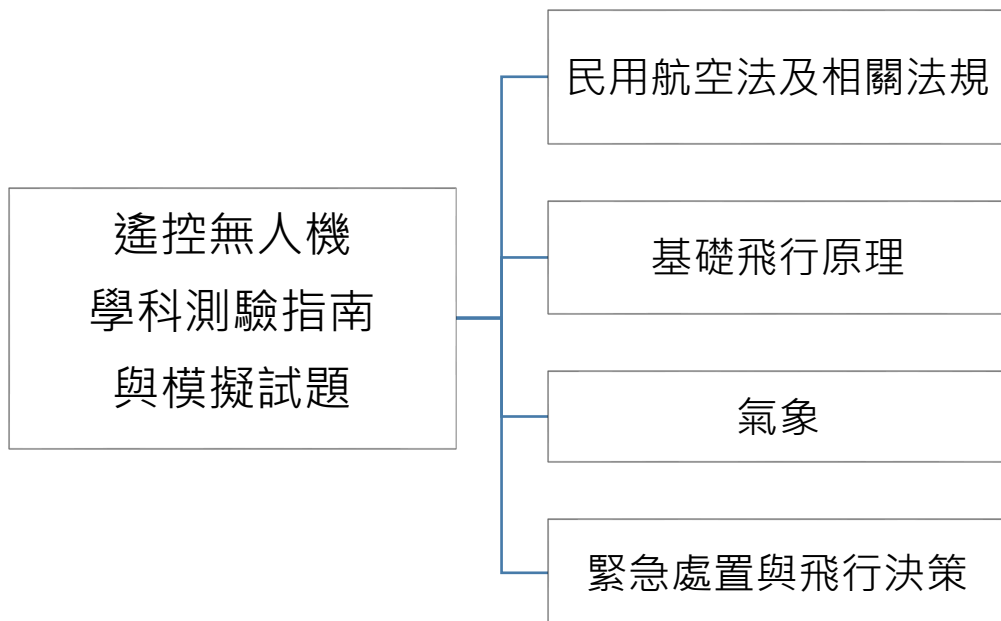 遙控無人機
學科測驗指南
與模擬試題
民用航空法及相關法規
基礎飛行原理
氣象
緊急處置與飛行決策